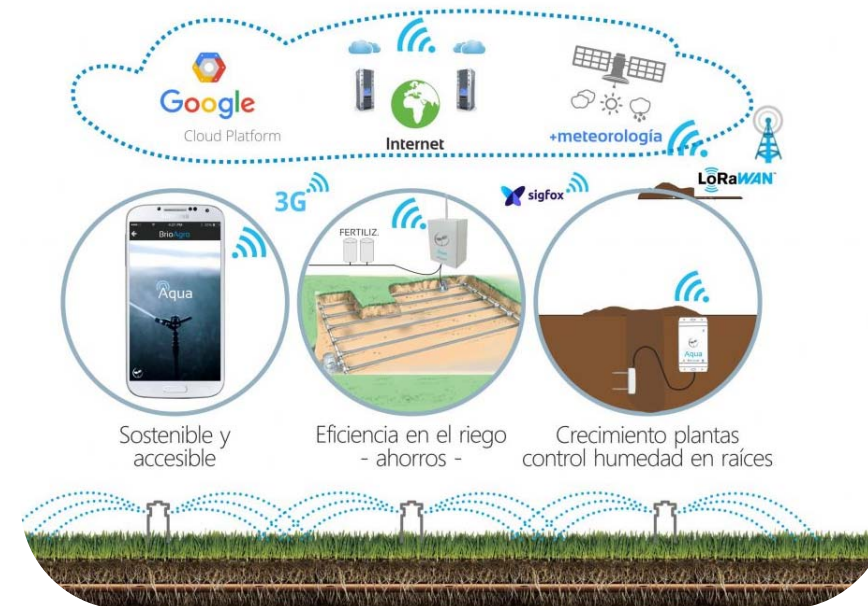 Google
Cloud Platform
Internet
+meteorología
LoRaWAN
3G
sigfox
BrioAgro
Aqua
FERTILIZ.
Aqua
Sostenible y
accesible
Eficiencia en el riego
- ahorros -
Crecimiento plantas
control humedad en raíces